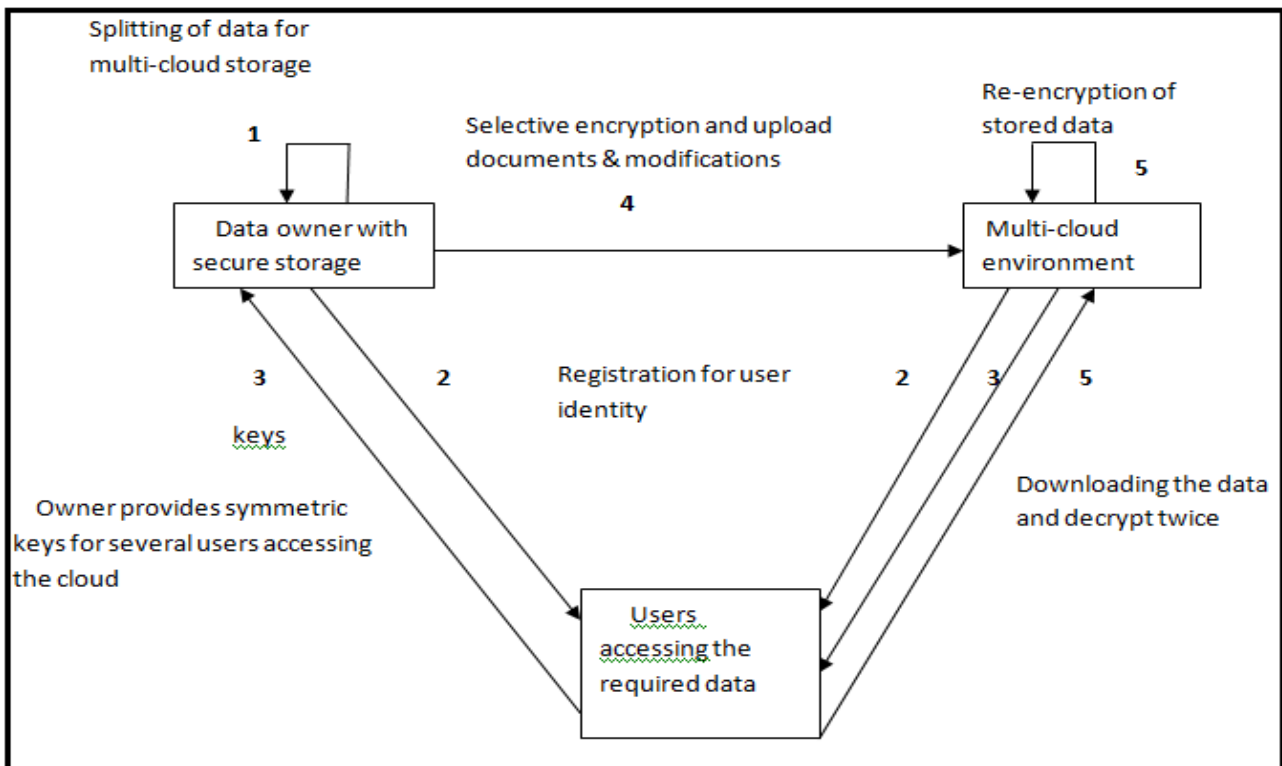 Splitting of data for
multi-cloud storage
1
Selective encryption and upload
documents & modifications
4
Re-encryption of
stored data
5
Data owner with
secure storage
Multi-cloud
environment
3
2
Registration for user
identity
2
3
5
keys
Owner provides symmetric
keys for several users accessing
the cloud
Downloading the data
and decrypt twice
Users
accessing the
required data